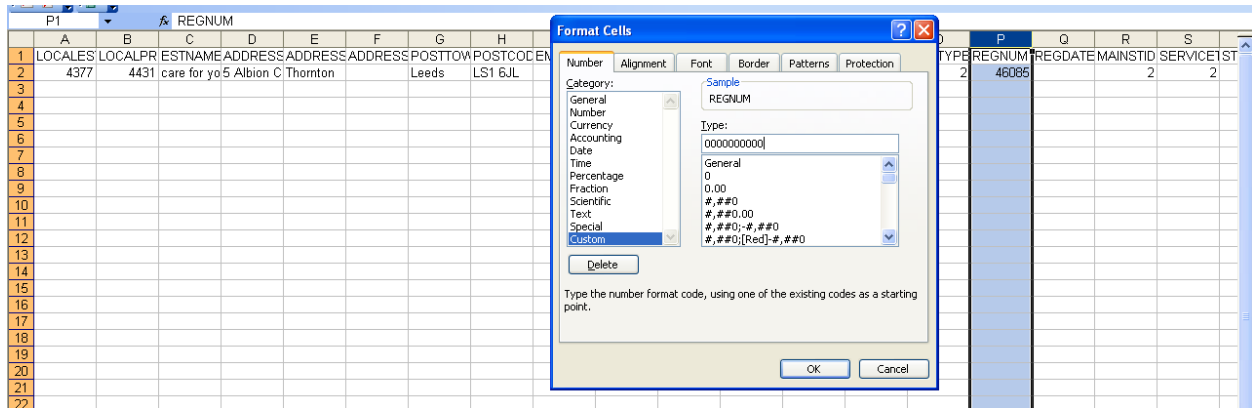 P1 fx REGNUM
A B C D E F G H P Q R S
1 LOCALES LOCALPR ESTNAME ADDRESS ADDRESS ADDRESS POSTTOW POSTCOD EM TYPE REGNUM REGDATE MAINSTID SERVICE1 ST
2 4377 4431 care for yo 5 Albion C Thornton Leeds LS1 6JL 2 46085 2 2
3
4
5
6
7
8
9
10
11
12
13
14
15
16
17
18
19
20
21
22
Format Cells
Number Alignment Font Border Patterns Protection
Category:
General
Number
Currency
Accounting
Date
Time
Percentage
Fraction
Scientific
Text
Special
Custom
Sample
REGNUM
Type:
0000000000
General
0
0.00
#,##0
#,##0.00
#,##0;-#,##0
#,##0;[Red]-#,##0
Delete
Type the number format code, using one of the existing codes as a starting
point.
OK Cancel